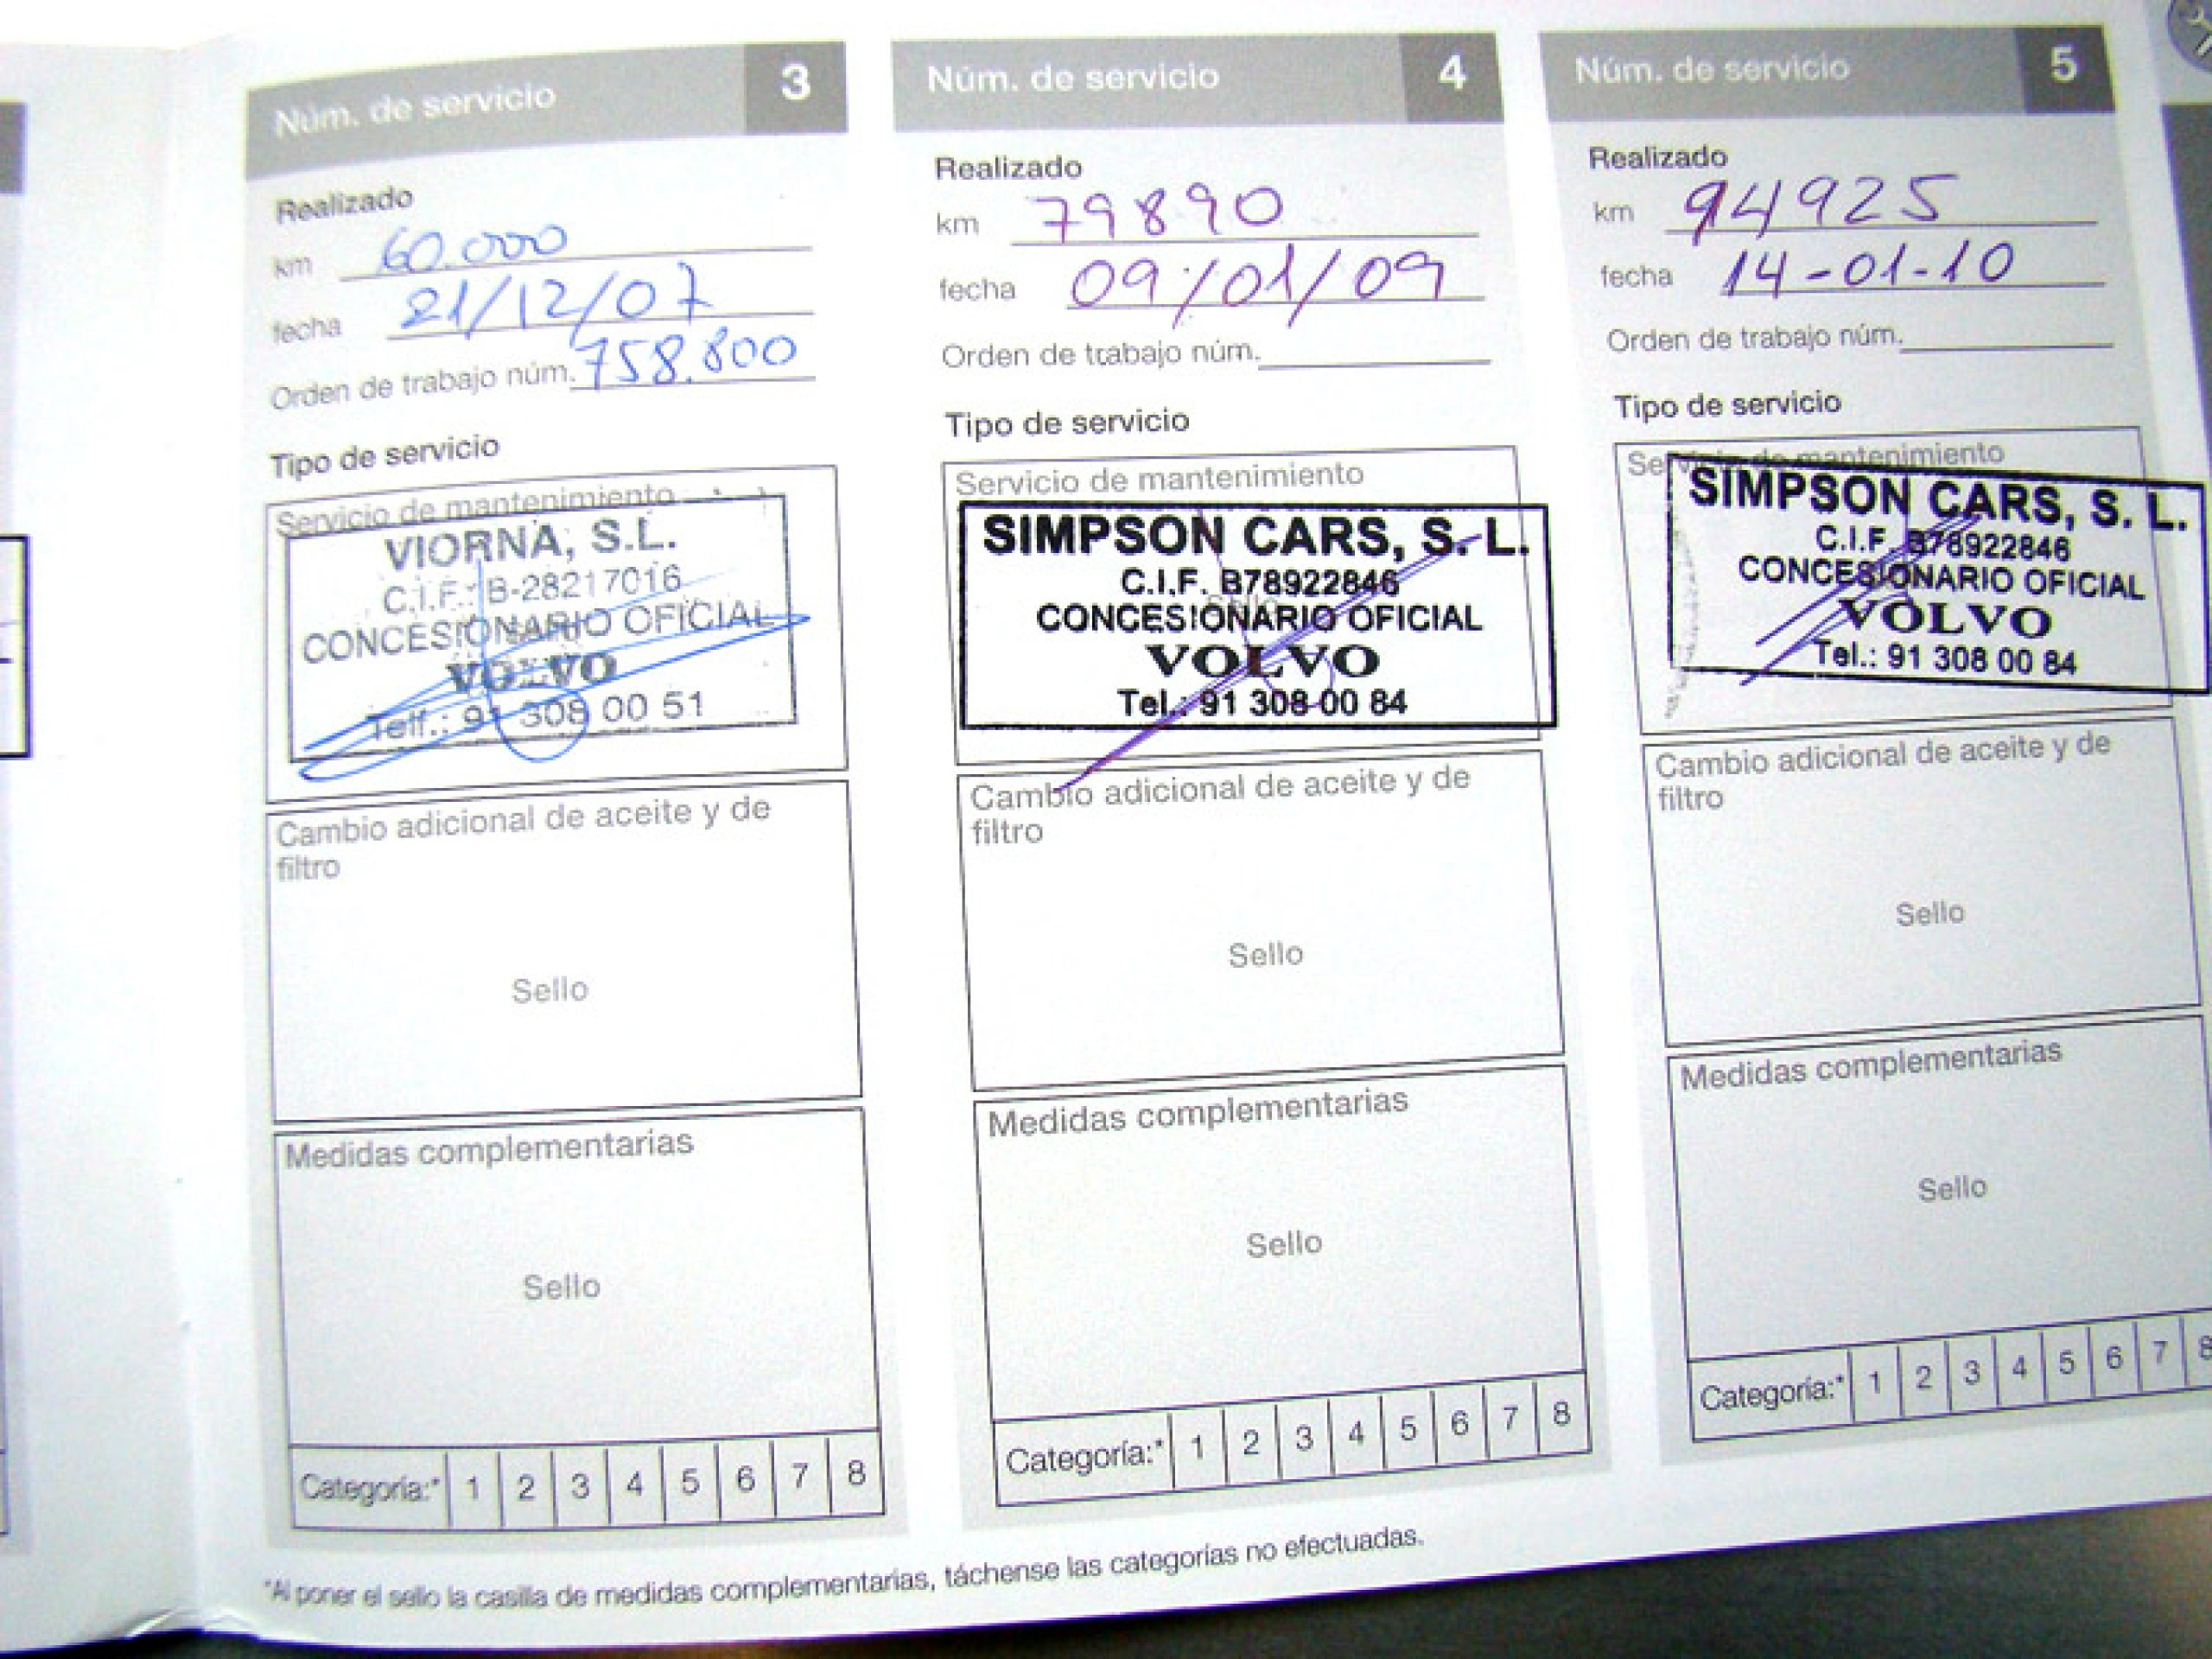 Núm. de servicio 3
Realizado
km 60.000
fecha 21/12/07
Orden de trabajo núm. 758.800
Tipo de servicio
Servicio de mantenimiento
VIORNA, S.L.
C.I.F.: B-28217016
CONCESIONARIO OFICIAL
VOLVO
Telf.: 91 308 00 51
Cambio adicional de aceite y de
filtro
Sello
Medidas complementarias
Sello
Categoría:* 1 2 3 4 5 6 7 8
Núm. de servicio 4
Realizado
km 79890
fecha 09/01/09
Orden de trabajo núm.
Tipo de servicio
Servicio de mantenimiento
SIMPSON CARS, S. L.
C.I.F. B78922846
CONCESIONARIO OFICIAL
VOLVO
Tel.: 91 308 00 84
Cambio adicional de aceite y de
filtro
Sello
Medidas complementarias
Sello
Categoría:* 1 2 3 4 5 6 7 8
Núm. de servicio 5
Realizado
km 94925
fecha 14-01-10
Orden de trabajo núm.
Tipo de servicio
Servicio de mantenimiento
SIMPSON CARS, S. L.
C.I.F. B78922846
CONCESIONARIO OFICIAL
VOLVO
Tel.: 91 308 00 84
Cambio adicional de aceite y de
filtro
Sello
Medidas complementarias
Sello
Categoría:* 1 2 3 4 5 6 7 8
*Al poner el sello la casilla de medidas complementarias, táchense las categorías no efectuadas.